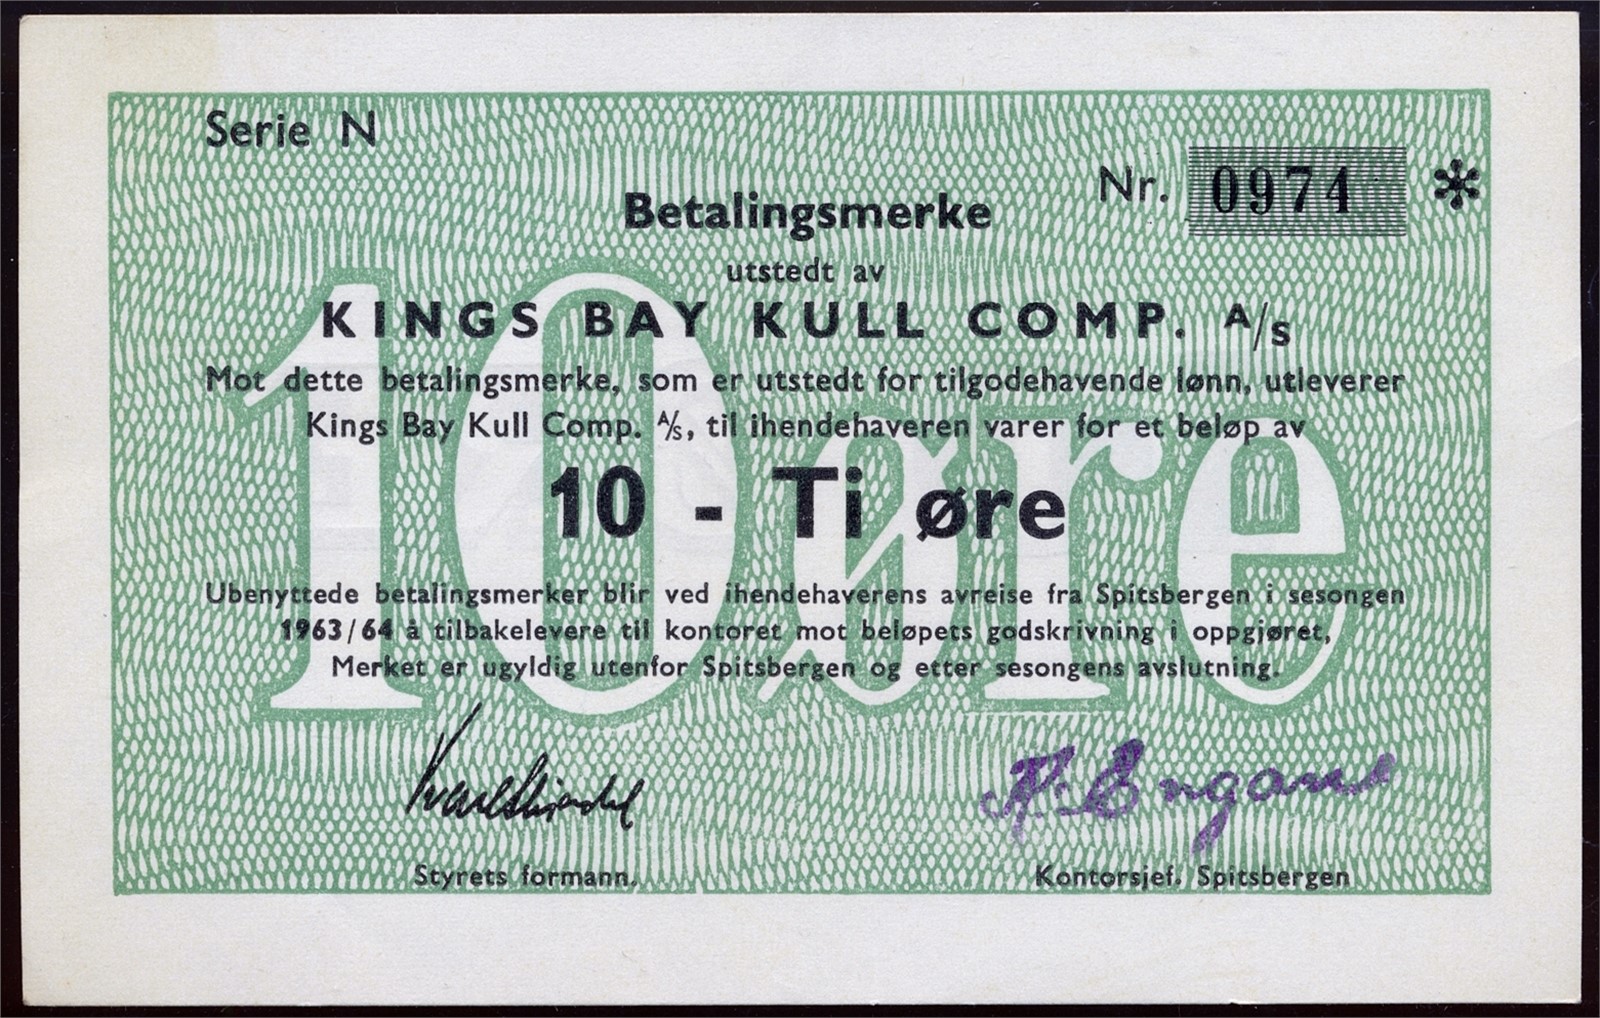 Serie N
Nr. 0974 *
Betalingsmerke
utstedt av
KINGS BAY KULL COMP. A/S
Mot dette betalingsmerke, som er utstedt for tilgodehavende lønn, utleverer
Kings Bay Kull Comp. A/S, til ihendehaveren varer for et beløp av
10 - Ti øre
10 øre
Ubenyttede betalingsmerker blir ved ihendehaverens avreise fra Spitsbergen i sesongen
1963/64 å tilbakelevere til kontoret mot beløpets godskrivning i oppgjøret,
Merket er ugyldig utenfor Spitsbergen og etter sesongens avslutning.
Styrets formann.
Kontorsjef. Spitsbergen